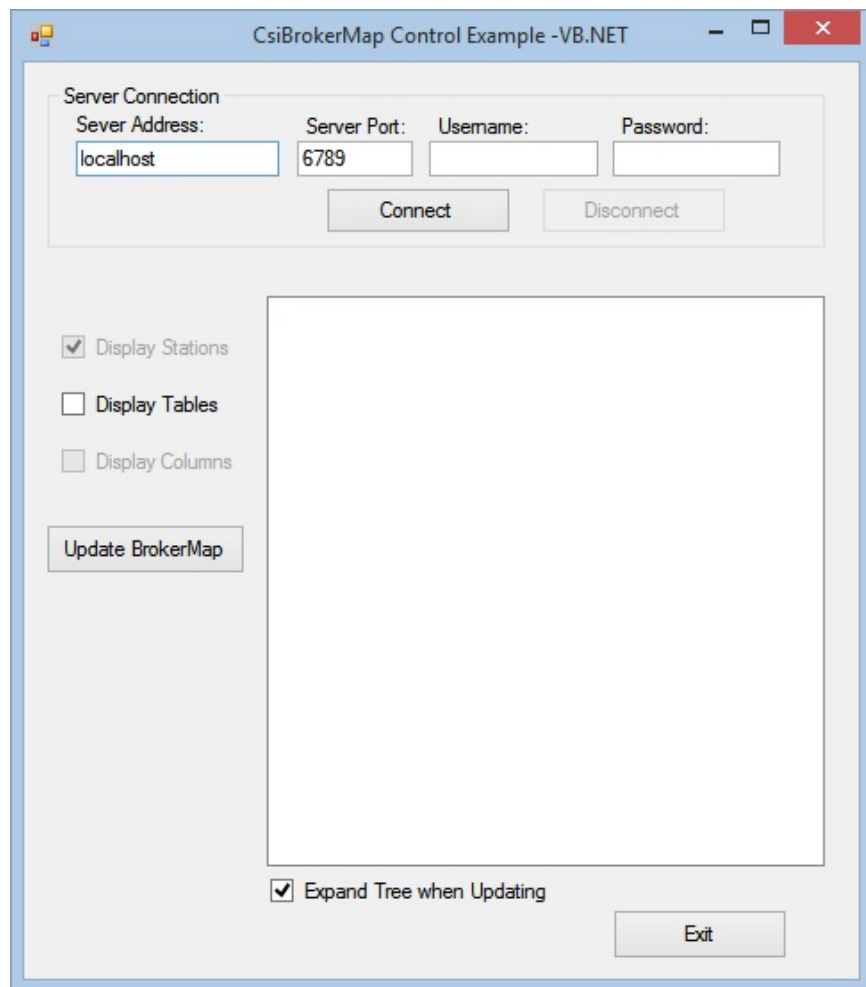 CsiBrokerMap Control Example -VB.NET
Server Connection
Sever Address: Server Port: Username: Password:
localhost 6789
Connect Disconnect
Display Stations
Display Tables
Display Columns
Update BrokerMap
Expand Tree when Updating
Exit